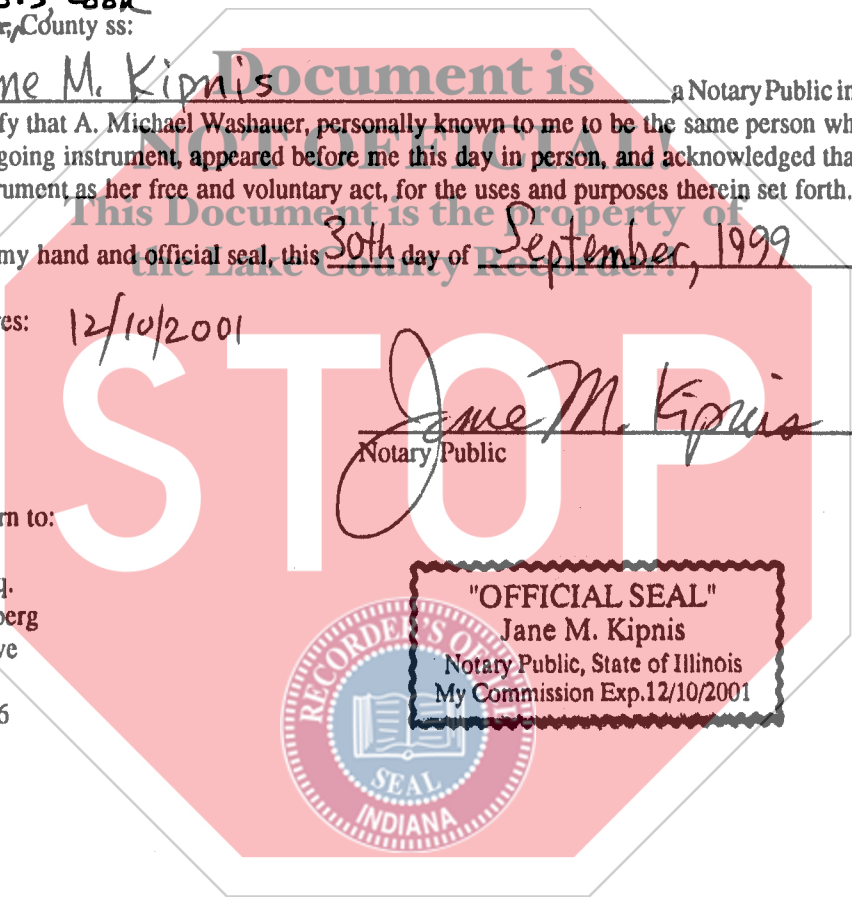 County ss:
ne M. Kipnis a Notary Public in
fy that A. Michael Washauer, personally known to me to be the same person wh
going instrument, appeared before me this day in person, and acknowledged tha
rument as her free and voluntary act, for the uses and purposes therein set forth.
my hand and official seal, this 30th day of September, 1999
es: 12/10/2001
Jane M. Kipnis
Notary Public
rn to:
q.
berg
ve
6
"OFFICIAL SEAL"
Jane M. Kipnis
Notary Public, State of Illinois
My Commission Exp.12/10/2001
Document is
NOT OFFICIAL!
This Document is the property of
the Lake County Recorder!
STOP
RECORDER'S OFFICE
SEAL
INDIANA